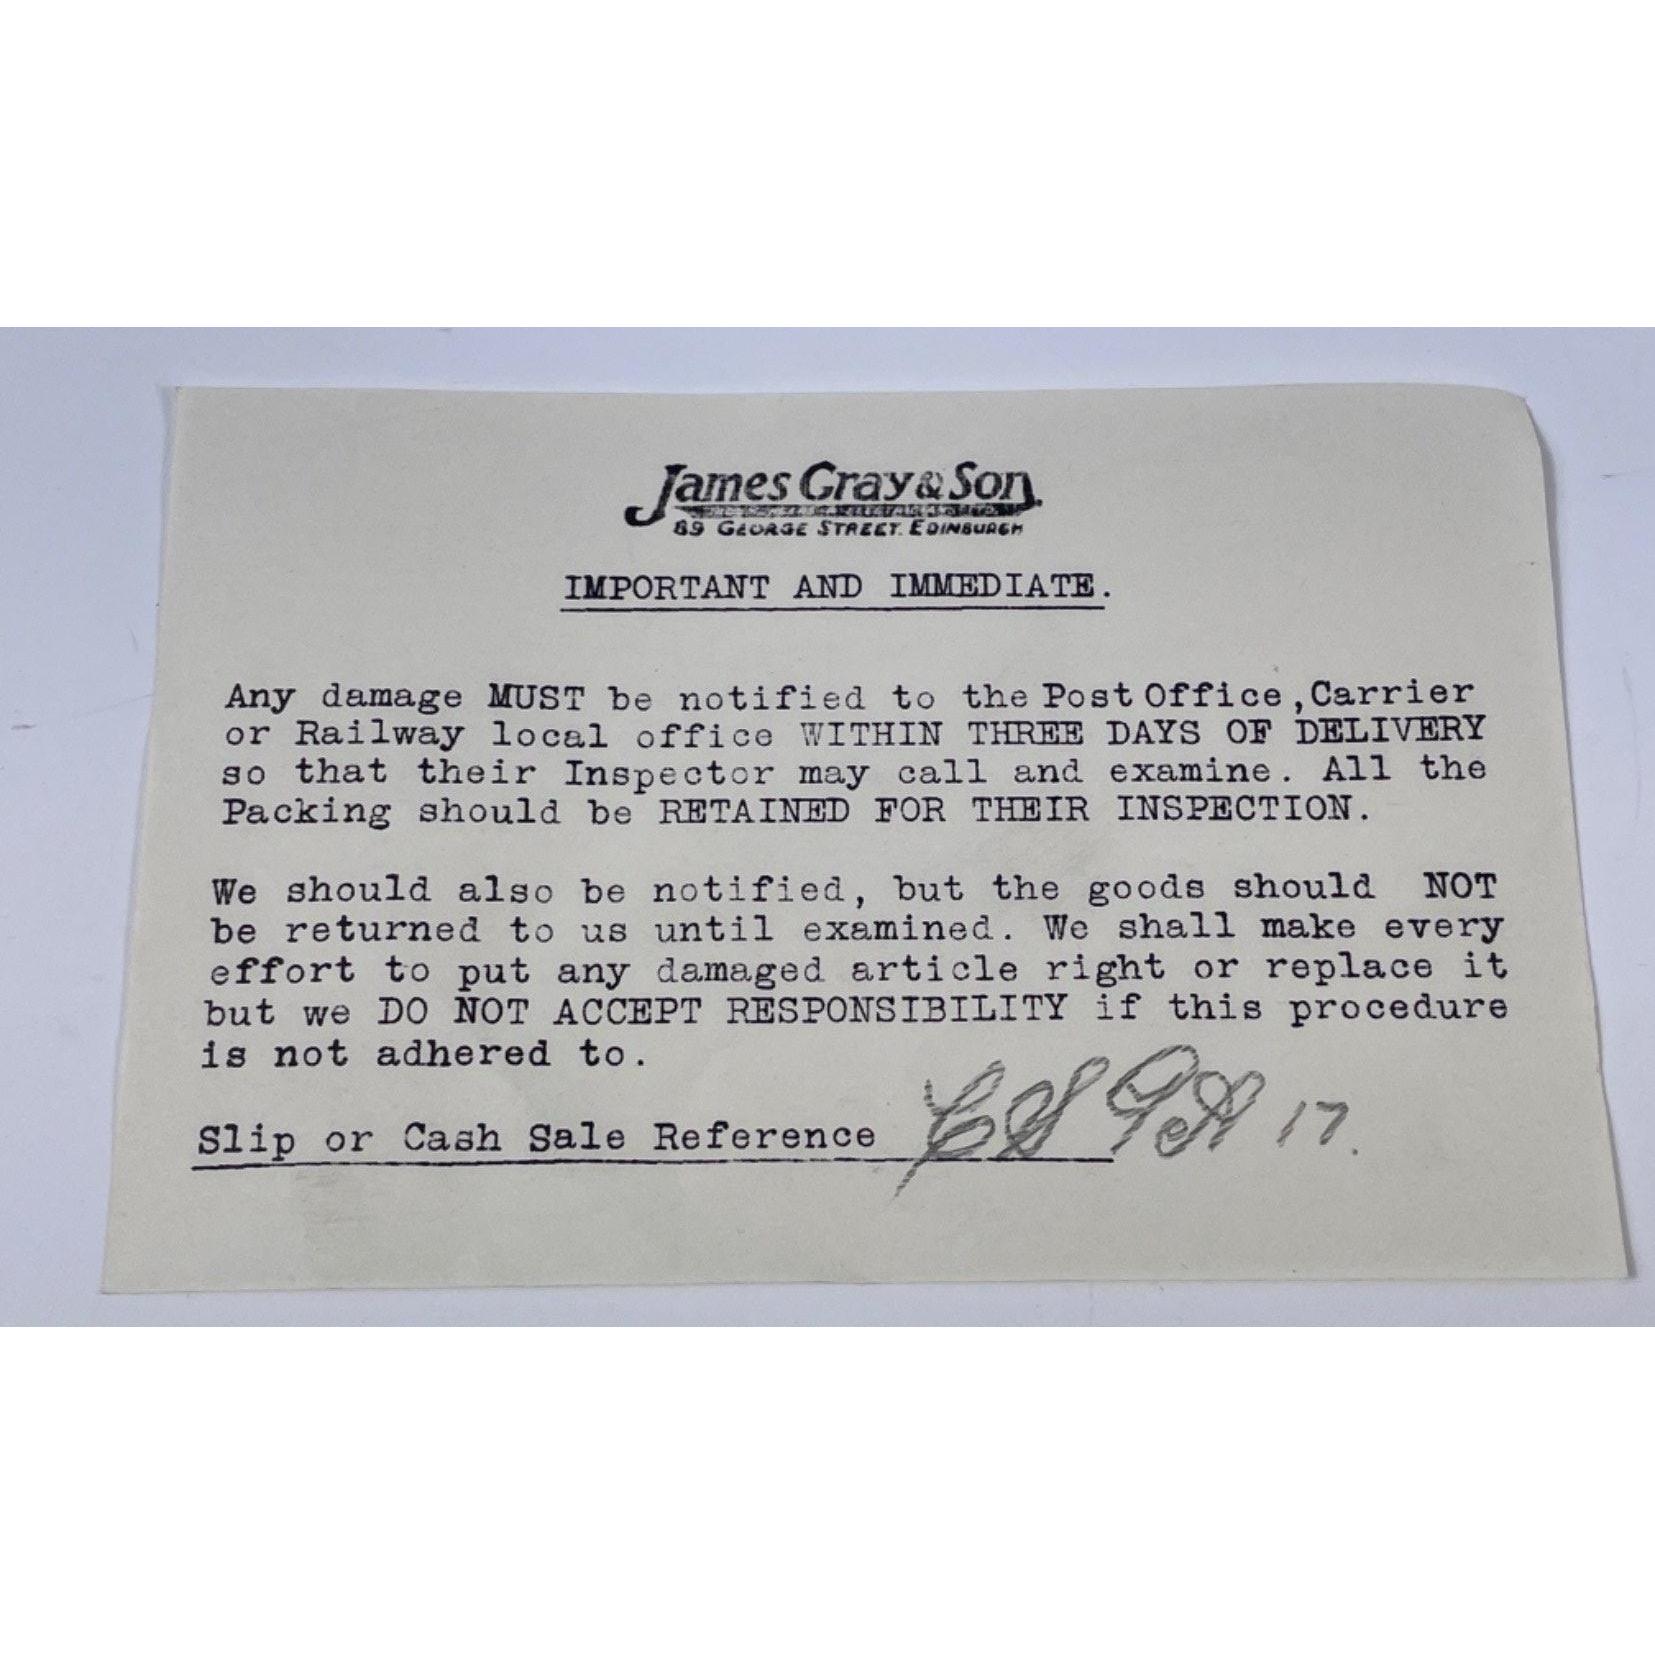 James Gray & Son.
89 GEORGE STREET. EDINBURGH
IMPORTANT AND IMMEDIATE.
Any damage MUST be notified to the Post Office, Carrier
or Railway local office WITHIN THREE DAYS OF DELIVERY
so that their Inspector may call and examine. All the
Packing should be RETAINED FOR THEIR INSPECTION.
We should also be notified, but the goods should NOT
be returned to us until examined. We shall make every
effort to put any damaged article right or replace it
but we DO NOT ACCEPT RESPONSIBILITY if this procedure
is not adhered to.
Slip or Cash Sale Reference 17.